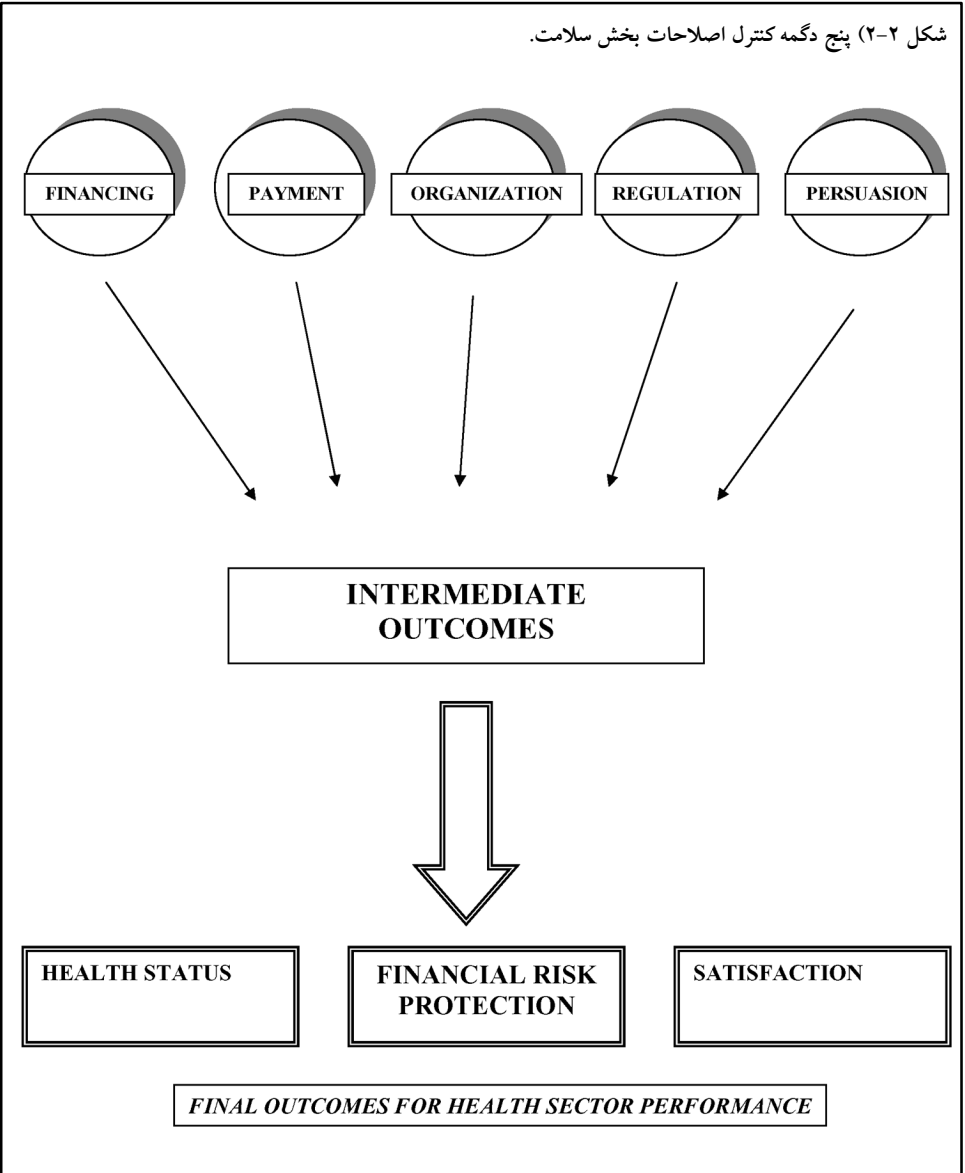 شکل ۲-۲) پنج دگمه کنترل اصلاحات بخش سلامت.
FINANCING
PAYMENT
ORGANIZATION
REGULATION
PERSUASION
INTERMEDIATE
OUTCOMES
HEALTH STATUS
FINANCIAL RISK
PROTECTION
SATISFACTION
FINAL OUTCOMES FOR HEALTH SECTOR PERFORMANCE